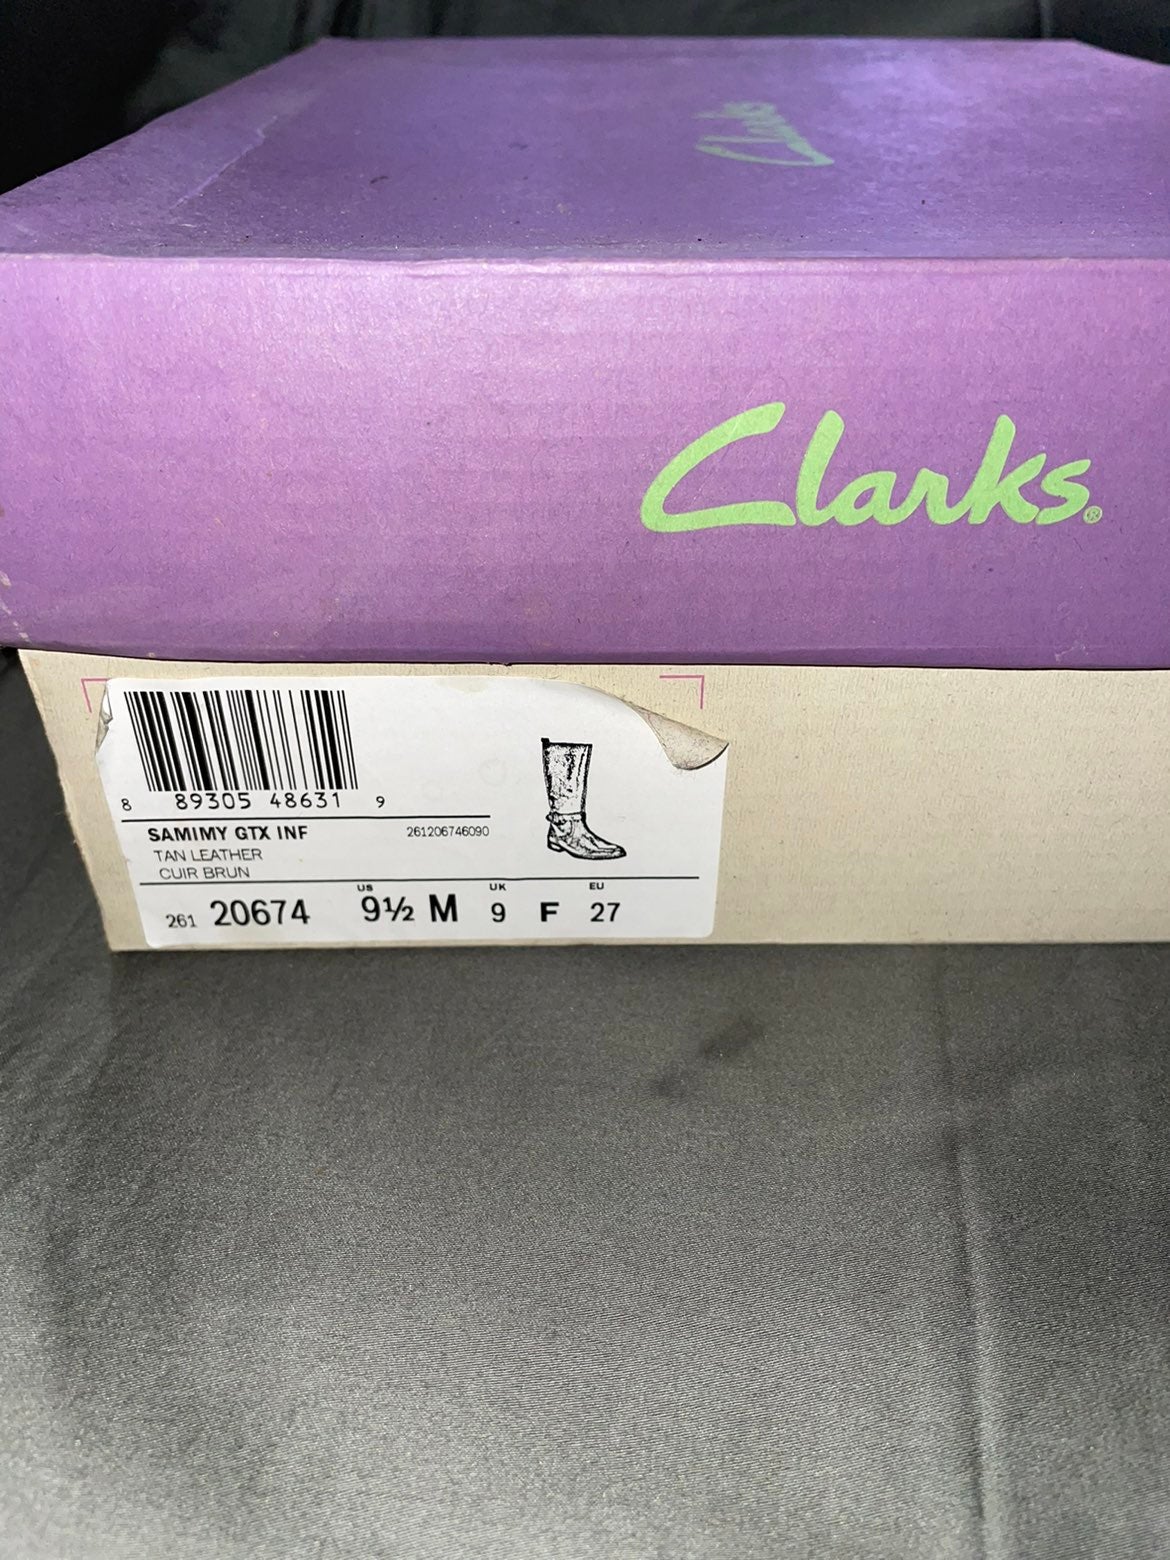 Clarks
Clarks®
8 89305 48631 9
SAMIMY GTX INF 261206746090
TAN LEATHER
CUIR BRUN
US UK EU
261 20674 9½ M 9 F 27